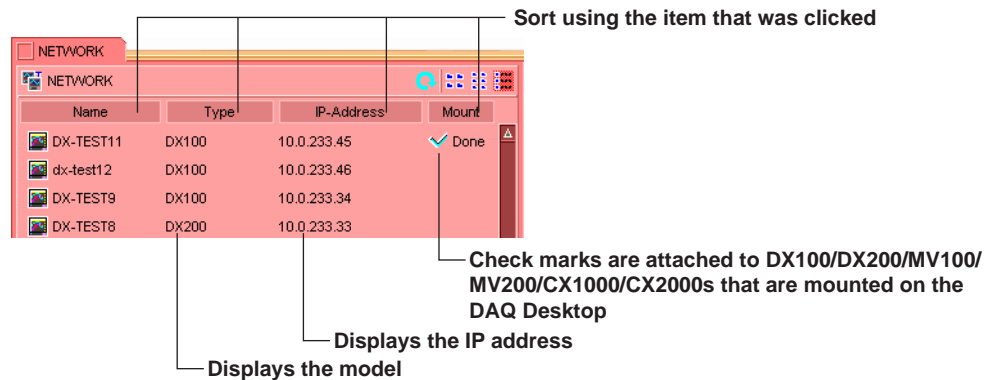 Sort using the item that was clicked
NETWORK
NETWORK
Name Type IP-Address Mount
DX-TEST11 DX100 10.0.233.45 Done
dx-test12 DX100 10.0.233.46
DX-TEST9 DX100 10.0.233.34
DX-TEST8 DX200 10.0.233.33
Check marks are attached to DX100/DX200/MV100/
MV200/CX1000/CX2000s that are mounted on the
DAQ Desktop
Displays the IP address
Displays the model